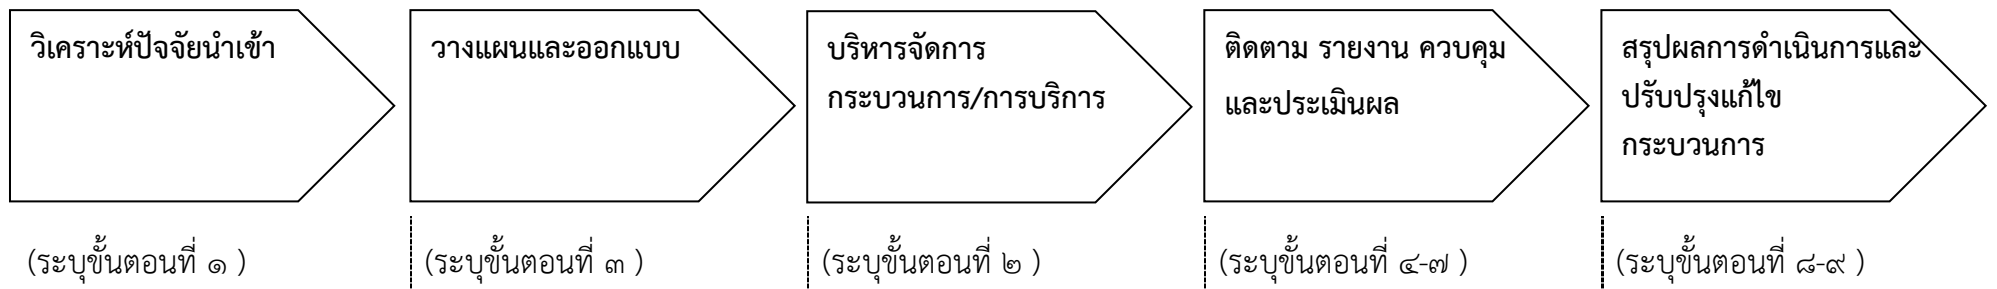 วิเคราะห์ปัจจัยนำเข้า
วางแผนและออกแบบ
บริหารจัดการ
กระบวนการ/การบริการ
ติดตาม รายงาน ควบคุม
และประเมินผล
สรุปผลการดำเนินการและ
ปรับปรุงแก้ไข
กระบวนการ
(ระบุขั้นตอนที่ ๑ )
(ระบุขั้นตอนที่ ๓ )
(ระบุขั้นตอนที่ ๒ )
(ระบุขั้นตอนที่ ๔-๗ )
(ระบุขั้นตอนที่ ๘-๙ )